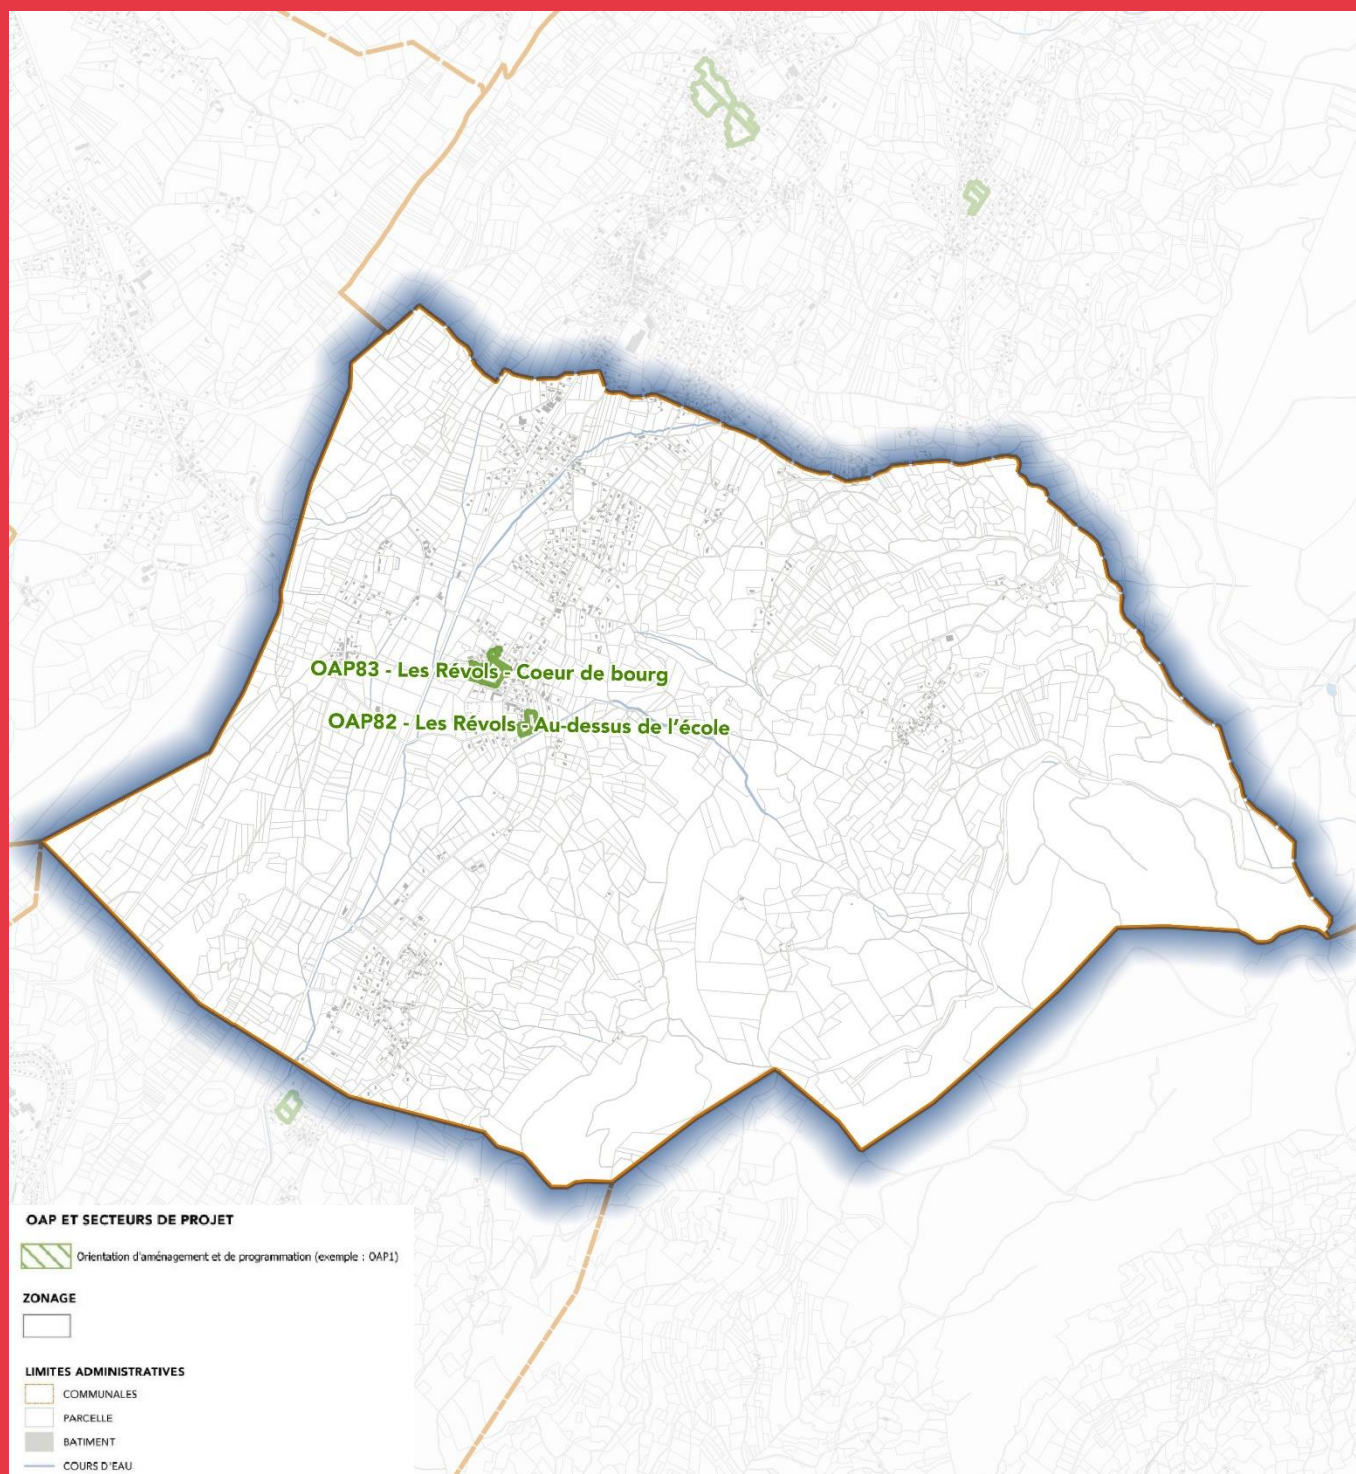 OAP83 - Les Révols - Coeur de bourg
OAP82 - Les Révols - Au-dessus de l'école
OAP ET SECTEURS DE PROJET
Orientation d'aménagement et de programmation (exemple : OAP1)
ZONAGE
LIMITES ADMINISTRATIVES
COMMUNALES
PARCELLE
BATIMENT
COURS D'EAU